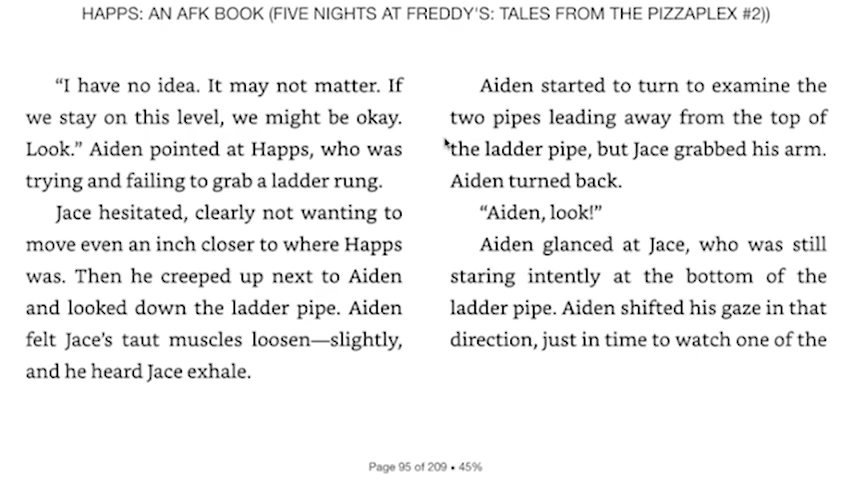 HAPPS: AN AFK BOOK (FIVE NIGHTS AT FREDDY'S: TALES FROM THE PIZZAPLEX #2))
“I have no idea. It may not matter. If
we stay on this level, we might be okay.
Look.” Aiden pointed at Happs, who was
trying and failing to grab a ladder rung.
Jace hesitated, clearly not wanting to
move even an inch closer to where Happs
was. Then he creeped up next to Aiden
and looked down the ladder pipe. Aiden
felt Jace’s taut muscles loosen—slightly,
and he heard Jace exhale.
Aiden started to turn to examine the
two pipes leading away from the top of
the ladder pipe, but Jace grabbed his arm.
Aiden turned back.
“Aiden, look!”
Aiden glanced at Jace, who was still
staring intently at the bottom of the
ladder pipe. Aiden shifted his gaze in that
direction, just in time to watch one of the
Page 95 of 209 • 45%